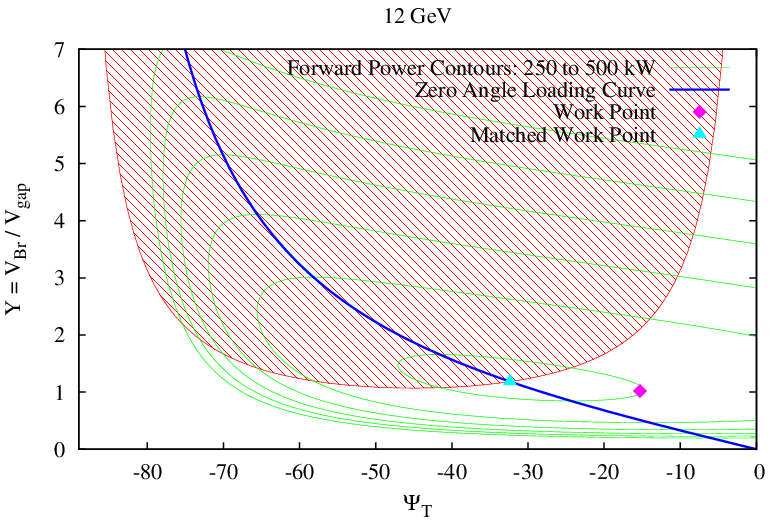 12 GeV
Forward Power Contours: 250 to 500 kW
Zero Angle Loading Curve
Work Point
Matched Work Point
Y = V_Br / V_gap
7
6
5
4
3
2
1
0
-80 -70 -60 -50 -40 -30 -20 -10 0
Ψ_T